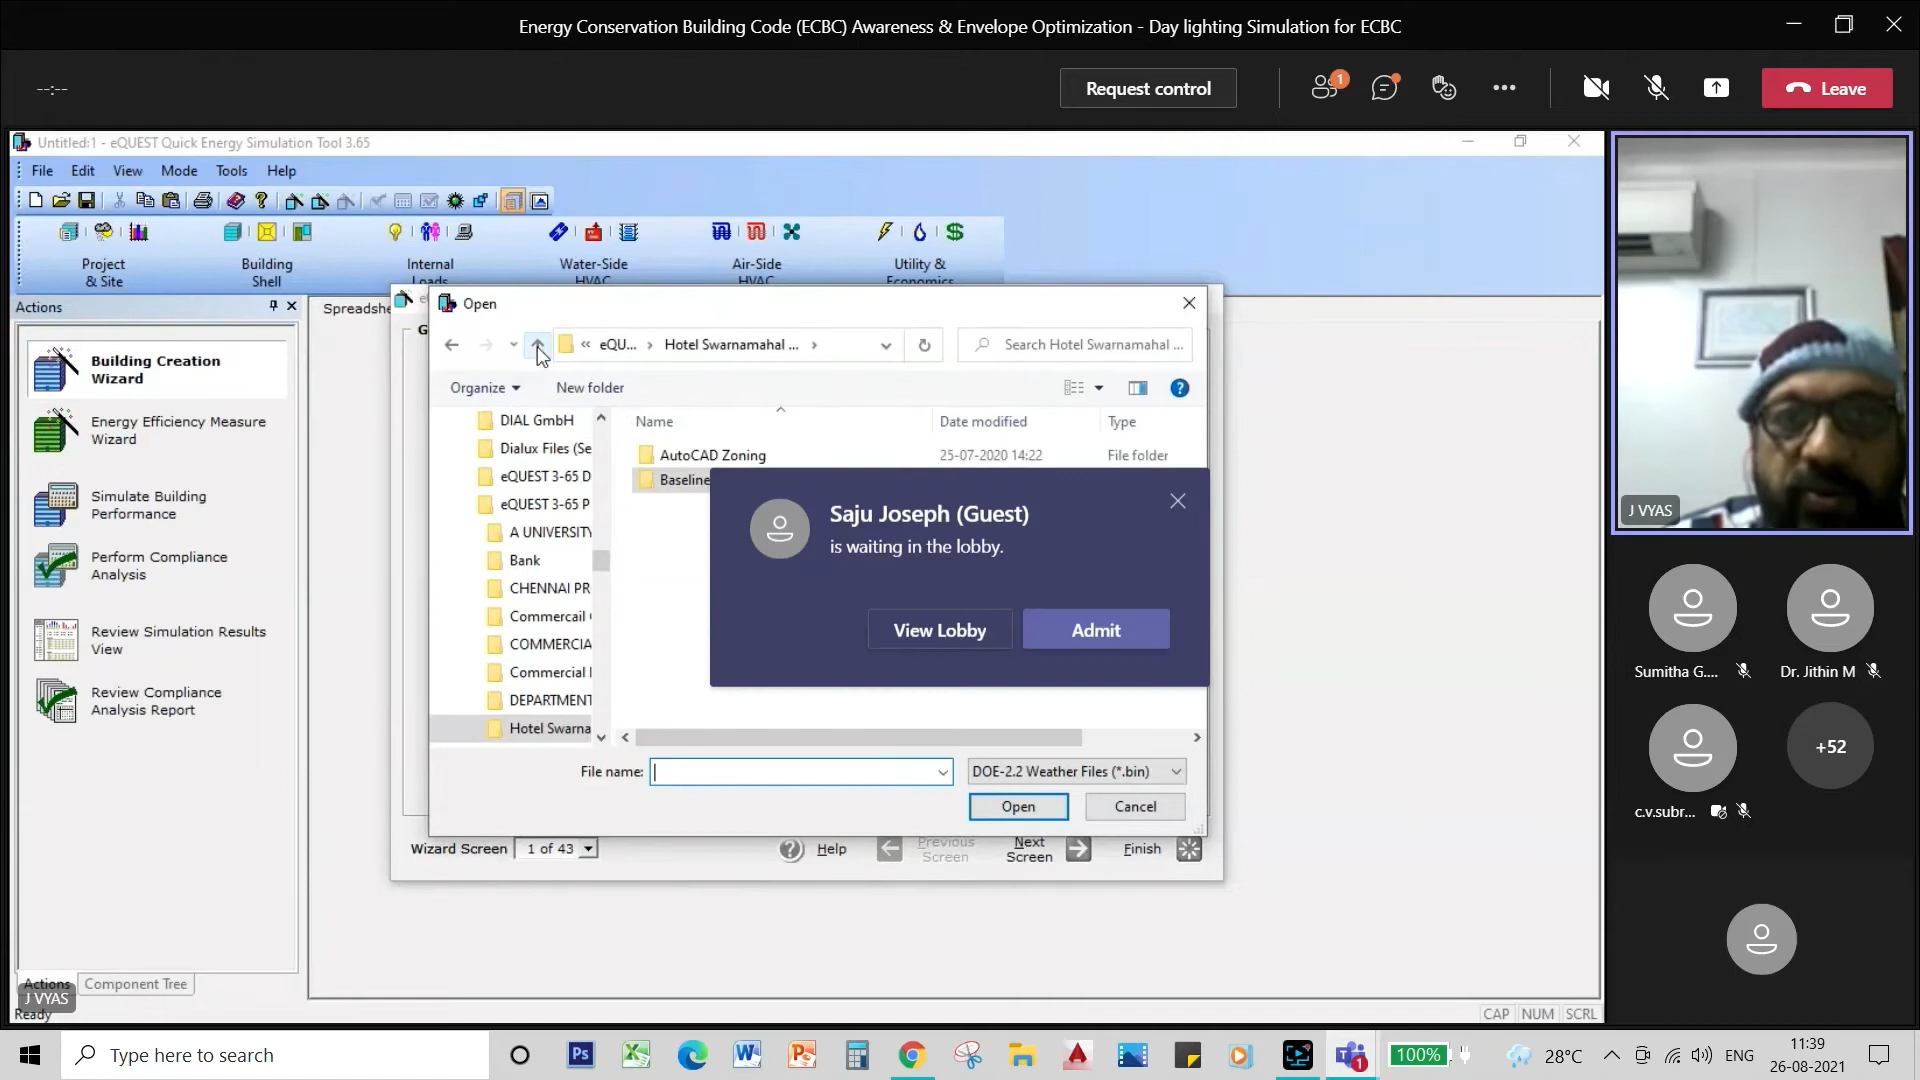 Energy Conservation Building Code (ECBC) Awareness & Envelope Optimization - Day lighting Simulation for ECBC
--:--
Request control
1
Leave
Untitled:1 - eQUEST Quick Energy Simulation Tool 3.65
File Edit View Mode Tools Help
Project & Site
Building Shell
Internal Loads
Water-Side HVAC
Air-Side HVAC
Utility & Economics
Actions
Spreadshe
Building Creation
Wizard
Energy Efficiency Measure
Wizard
Simulate Building
Performance
Perform Compliance
Analysis
Review Simulation Results
View
Review Compliance
Analysis Report
Actions
Component Tree
J VYAS
Ready
CAP NUM SCRL
Open
« eQU... › Hotel Swarnamahal ... ›
Search Hotel Swarnamahal ...
Organize
New folder
Name
Date modified
Type
DIAL GmbH
Dialux Files (Se
eQUEST 3-65 D
eQUEST 3-65 P
A UNIVERSITY
Bank
CHENNAI PR
Commercail
COMMERCIA
Commercial
DEPARTMENT
Hotel Swarna
AutoCAD Zoning
25-07-2020 14:22
File folder
Baseline
Saju Joseph (Guest)
is waiting in the lobby.
View Lobby
Admit
File name:
DOE-2.2 Weather Files (*.bin)
Open
Cancel
Wizard Screen
1 of 43
Help
Previous
Screen
Next
Screen
Finish
J VYAS
Sumitha G....
Dr. Jithin M
c.v.subr...
+52
Type here to search
Ps
100%
28°C
ENG
11:39
26-08-2021